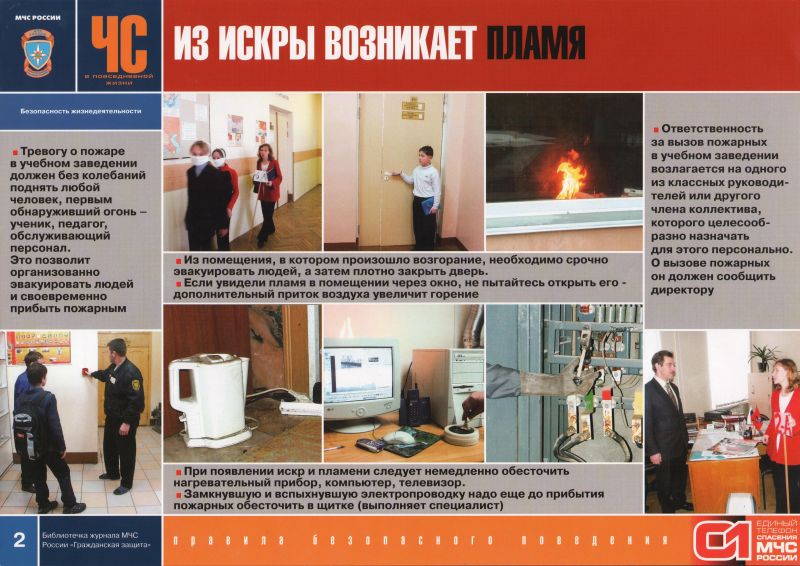 МЧС РОССИИ
ЧС
в повседневной
жизни
ИЗ ИСКРЫ ВОЗНИКАЕТ ПЛАМЯ
Безопасность жизнедеятельности
Тревогу о пожаре
в учебном заведении
должен без колебаний
поднять любой
человек, первым
обнаруживший огонь –
ученик, педагог,
обслуживающий
персонал.
Это позволит
организованно
эвакуировать людей
и своевременно
прибыть пожарным
Из помещения, в котором произошло возгорание, необходимо срочно
эвакуировать людей, а затем плотно закрыть дверь.
Если увидели пламя в помещении через окно, не пытайтесь открыть его -
дополнительный приток воздуха увеличит горение
Ответственность
за вызов пожарных
в учебном заведении
возлагается на одного
из классных руководи-
телей или другого
члена коллектива,
которого целесооб-
разно назначать
для этого персонально.
О вызове пожарных
он должен сообщить
директору
При появлении искр и пламени следует немедленно обесточить
нагревательный прибор, компьютер, телевизор.
Замкнувшую и вспыхнувшую электропроводку надо еще до прибытия
пожарных обесточить в щитке (выполняет специалист)
2
Библиотечка журнала МЧС
России «Гражданская защита»
правила безопасного поведения
01
ЕДИНЫЙ
ТЕЛЕФОН
СПАСЕНИЯ
МЧС
РОССИИ